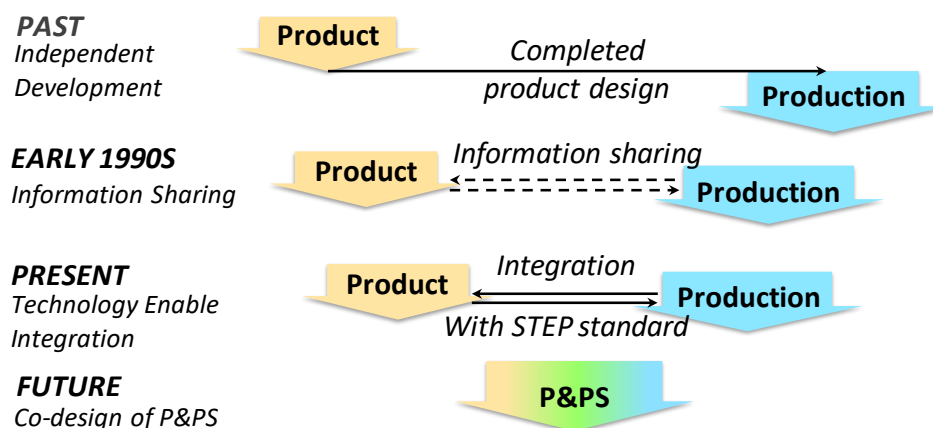 PAST
Independent
Development
Product
Completed
product design
Production
EARLY 1990S
Information Sharing
Product
Information sharing
Production
PRESENT
Technology Enable
Integration
Product
Integration
With STEP standard
Production
FUTURE
Co-design of P&PS
P&PS